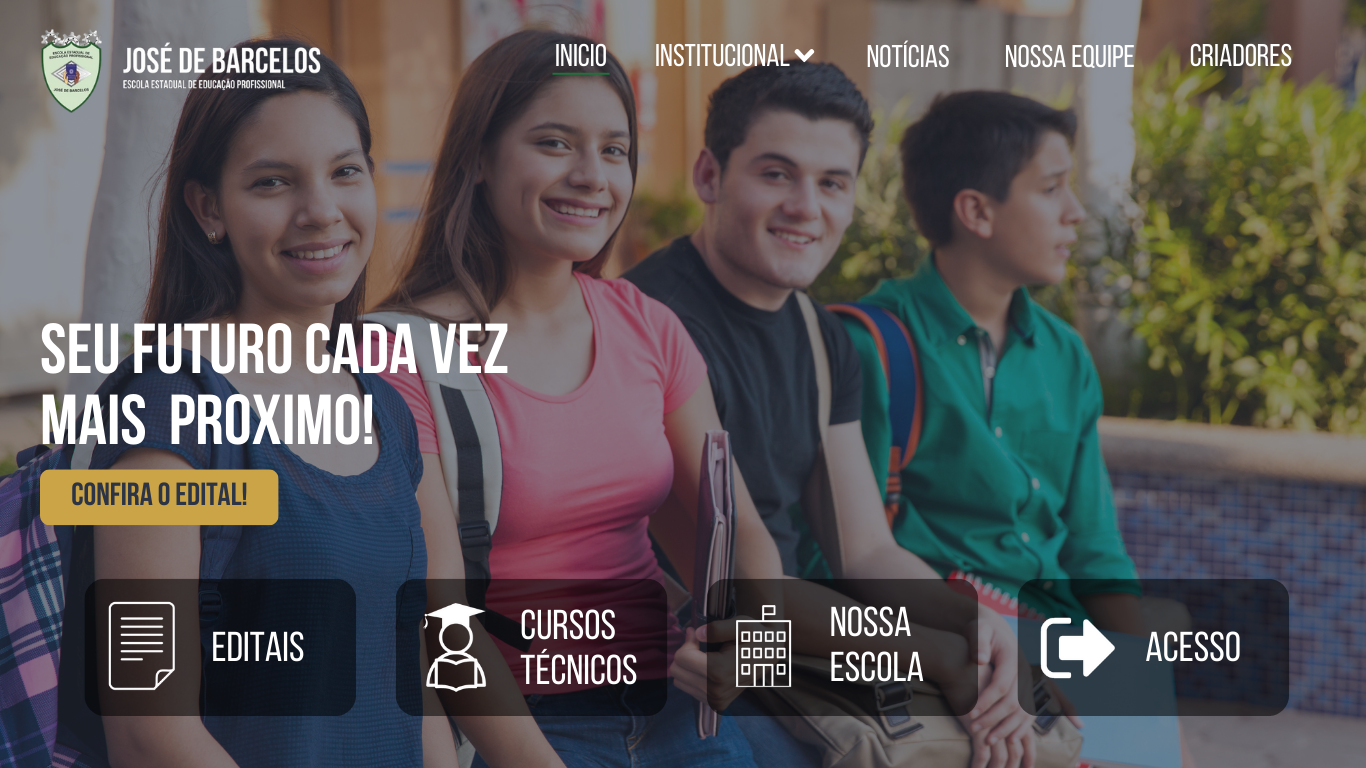 ESCOLA ESTADUAL DE
EDUCAÇÃO PROFISSIONAL
JOSÉ DE BARCELOS
JOSÉ DE BARCELOS
ESCOLA ESTADUAL DE EDUCAÇÃO PROFISSIONAL
INICIO
INSTITUCIONAL
NOTÍCIAS
NOSSA EQUIPE
CRIADORES
SEU FUTURO CADA VEZ
MAIS PROXIMO!
CONFIRA O EDITAL!
EDITAIS
CURSOS
TÉCNICOS
NOSSA
ESCOLA
ACESSO